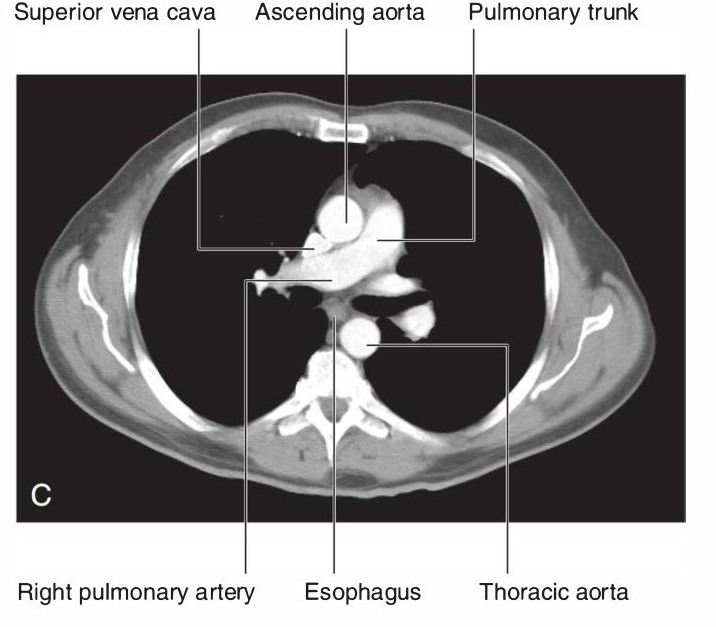 Superior vena cava
Ascending aorta
Pulmonary trunk
C
Right pulmonary artery
Esophagus
Thoracic aorta